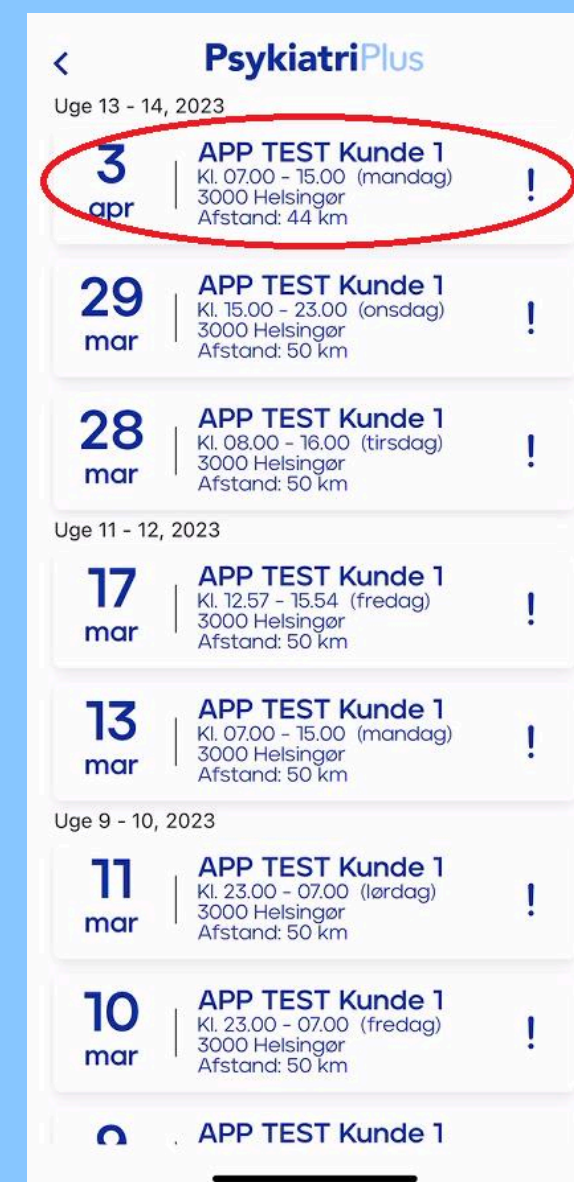 PsykiatriPlus
Uge 13 - 14, 2023
3
apr
APP TEST Kunde 1
Kl. 07.00 - 15.00 (mandag)
3000 Helsingør
Afstand: 44 km
!
29
mar
APP TEST Kunde 1
Kl. 15.00 - 23.00 (onsdag)
3000 Helsingør
Afstand: 50 km
!
28
mar
APP TEST Kunde 1
Kl. 08.00 - 16.00 (tirsdag)
3000 Helsingør
Afstand: 50 km
!
Uge 11 - 12, 2023
17
mar
APP TEST Kunde 1
Kl. 12.57 - 15.54 (fredag)
3000 Helsingør
Afstand: 50 km
!
13
mar
APP TEST Kunde 1
Kl. 07.00 - 15.00 (mandag)
3000 Helsingør
Afstand: 50 km
!
Uge 9 - 10, 2023
11
mar
APP TEST Kunde 1
Kl. 23.00 - 07.00 (lørdag)
3000 Helsingør
Afstand: 50 km
!
10
mar
APP TEST Kunde 1
Kl. 23.00 - 07.00 (fredag)
3000 Helsingør
Afstand: 50 km
!
APP TEST Kunde 1